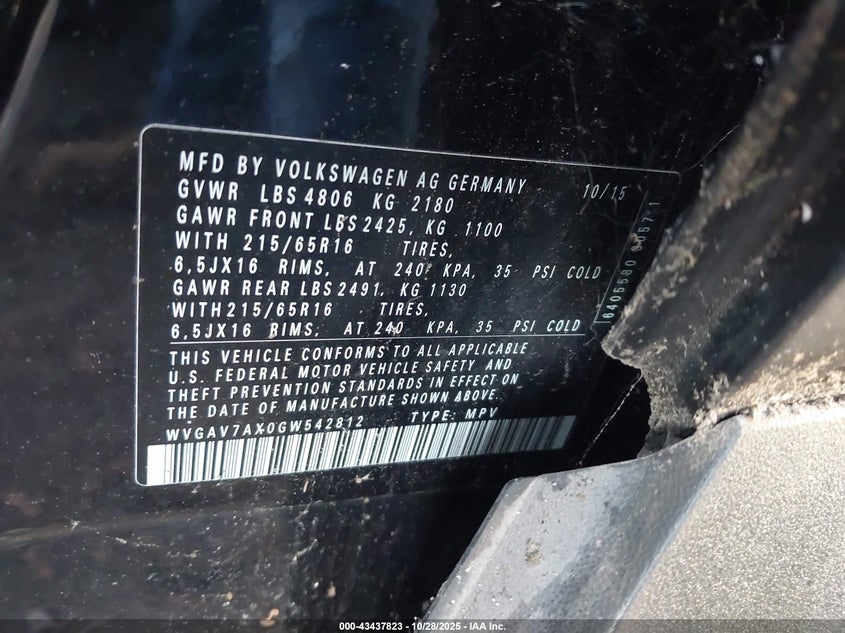 MFD BY VOLKSWAGEN AG GERMANY 10/15
GVWR LBS 4806 KG 2180
GAWR FRONT LBS 2425, KG 1100
WITH 215/65R16 TIRES,
6,5JX16 RIMS, AT 240 KPA, 35 PSI COLD
GAWR REAR LBS 2491, KG 1130
WITH 215/65R16 TIRES,
6,5JX16 RIMS, AT 240 KPA, 35 PSI COLD
THIS VEHICLE CONFORMS TO ALL APPLICABLE
U.S. FEDERAL MOTOR VEHICLE SAFETY AND
THEFT PREVENTION STANDARDS IN EFFECT ON
THE DATE OF MANUFACTURE SHOWN ABOVE.
WVGAV7AX0GW542812 TYPE: MPV
000-43437823 - 10/28/2025 - IAA Inc.